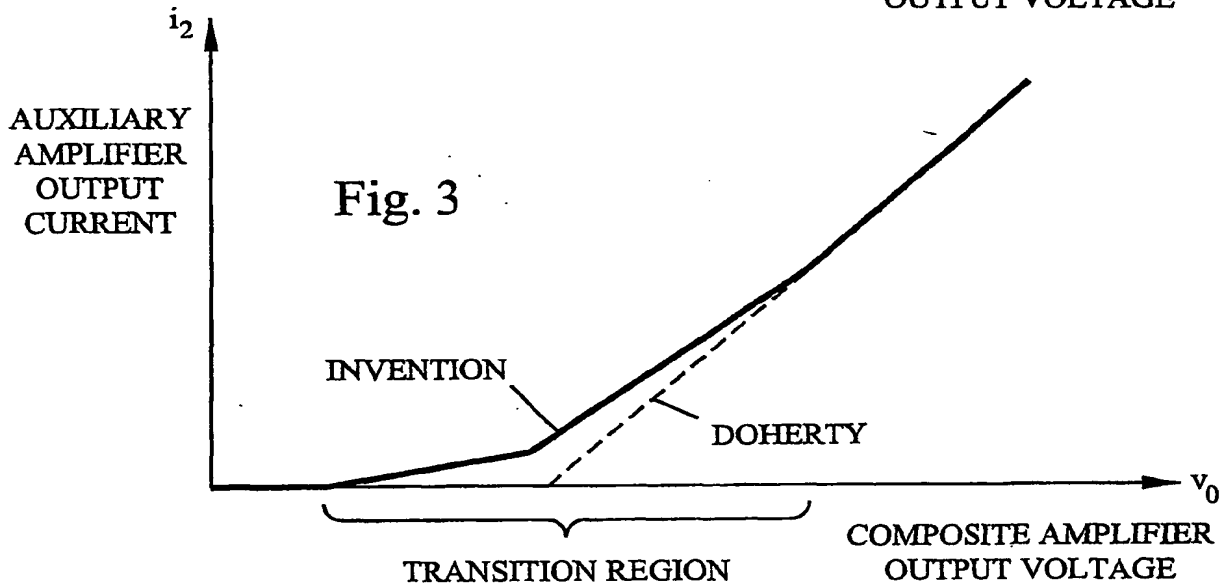 OUTPUT VOLTAGE
i2
AUXILIARY
AMPLIFIER
OUTPUT
CURRENT
Fig. 3
INVENTION
DOHERTY
v0
TRANSITION REGION
COMPOSITE AMPLIFIER
OUTPUT VOLTAGE